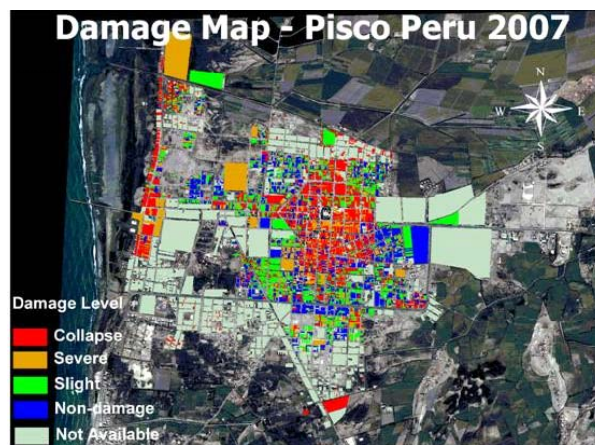 Damage Map - Pisco Peru 2007
N
W E
S
Damage Level
Collapse
Severe
Slight
Non-damage
Not Available